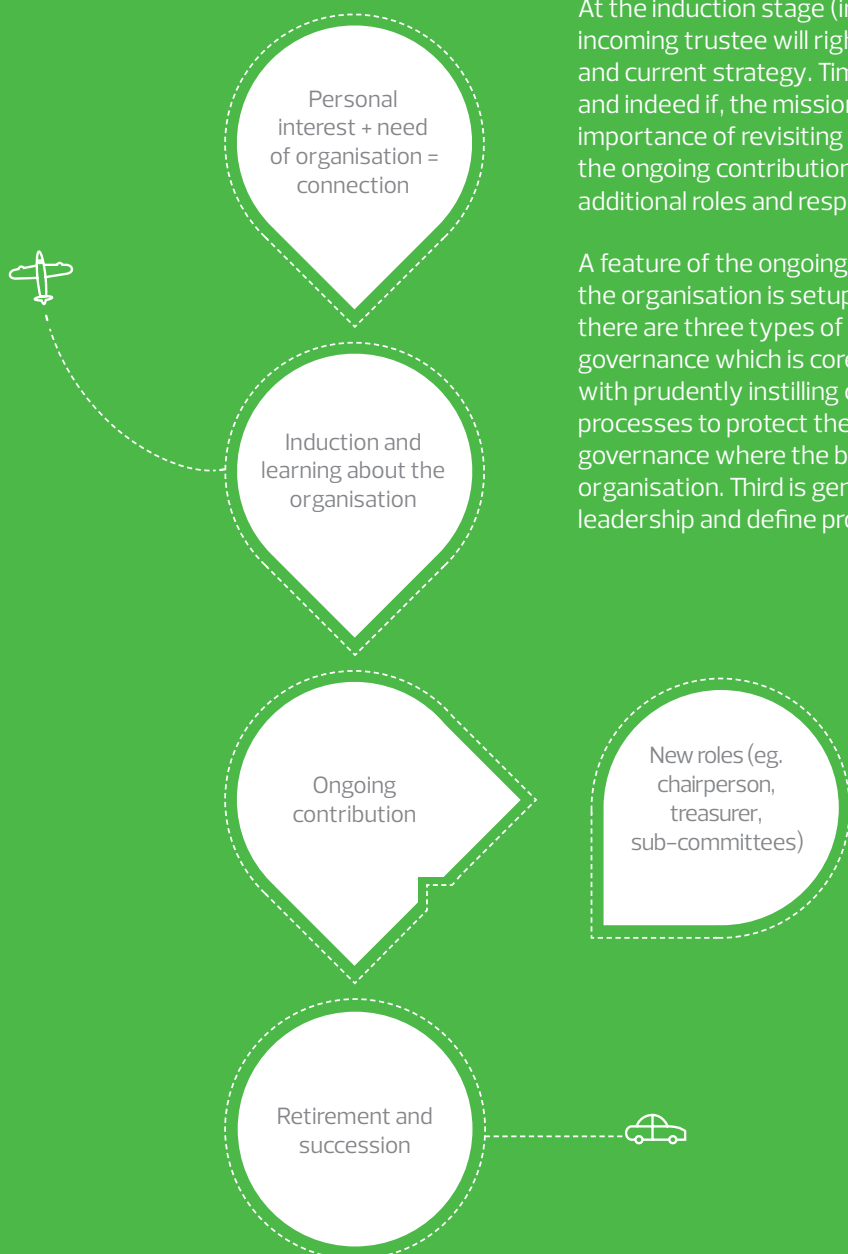 Personal
interest + need
of organisation =
connection
Induction and
learning about the
organisation
Ongoing
contribution
New roles (eg.
chairperson,
treasurer,
sub-committees)
Retirement and
succession
At the induction stage (in
incoming trustee will righ
and current strategy. Tim
and indeed if, the mission
importance of revisiting
the ongoing contribution
additional roles and resp
A feature of the ongoing
the organisation is setup
there are three types of
governance which is core
with prudently instilling
processes to protect the
governance where the b
organisation. Third is gen
leadership and define pro